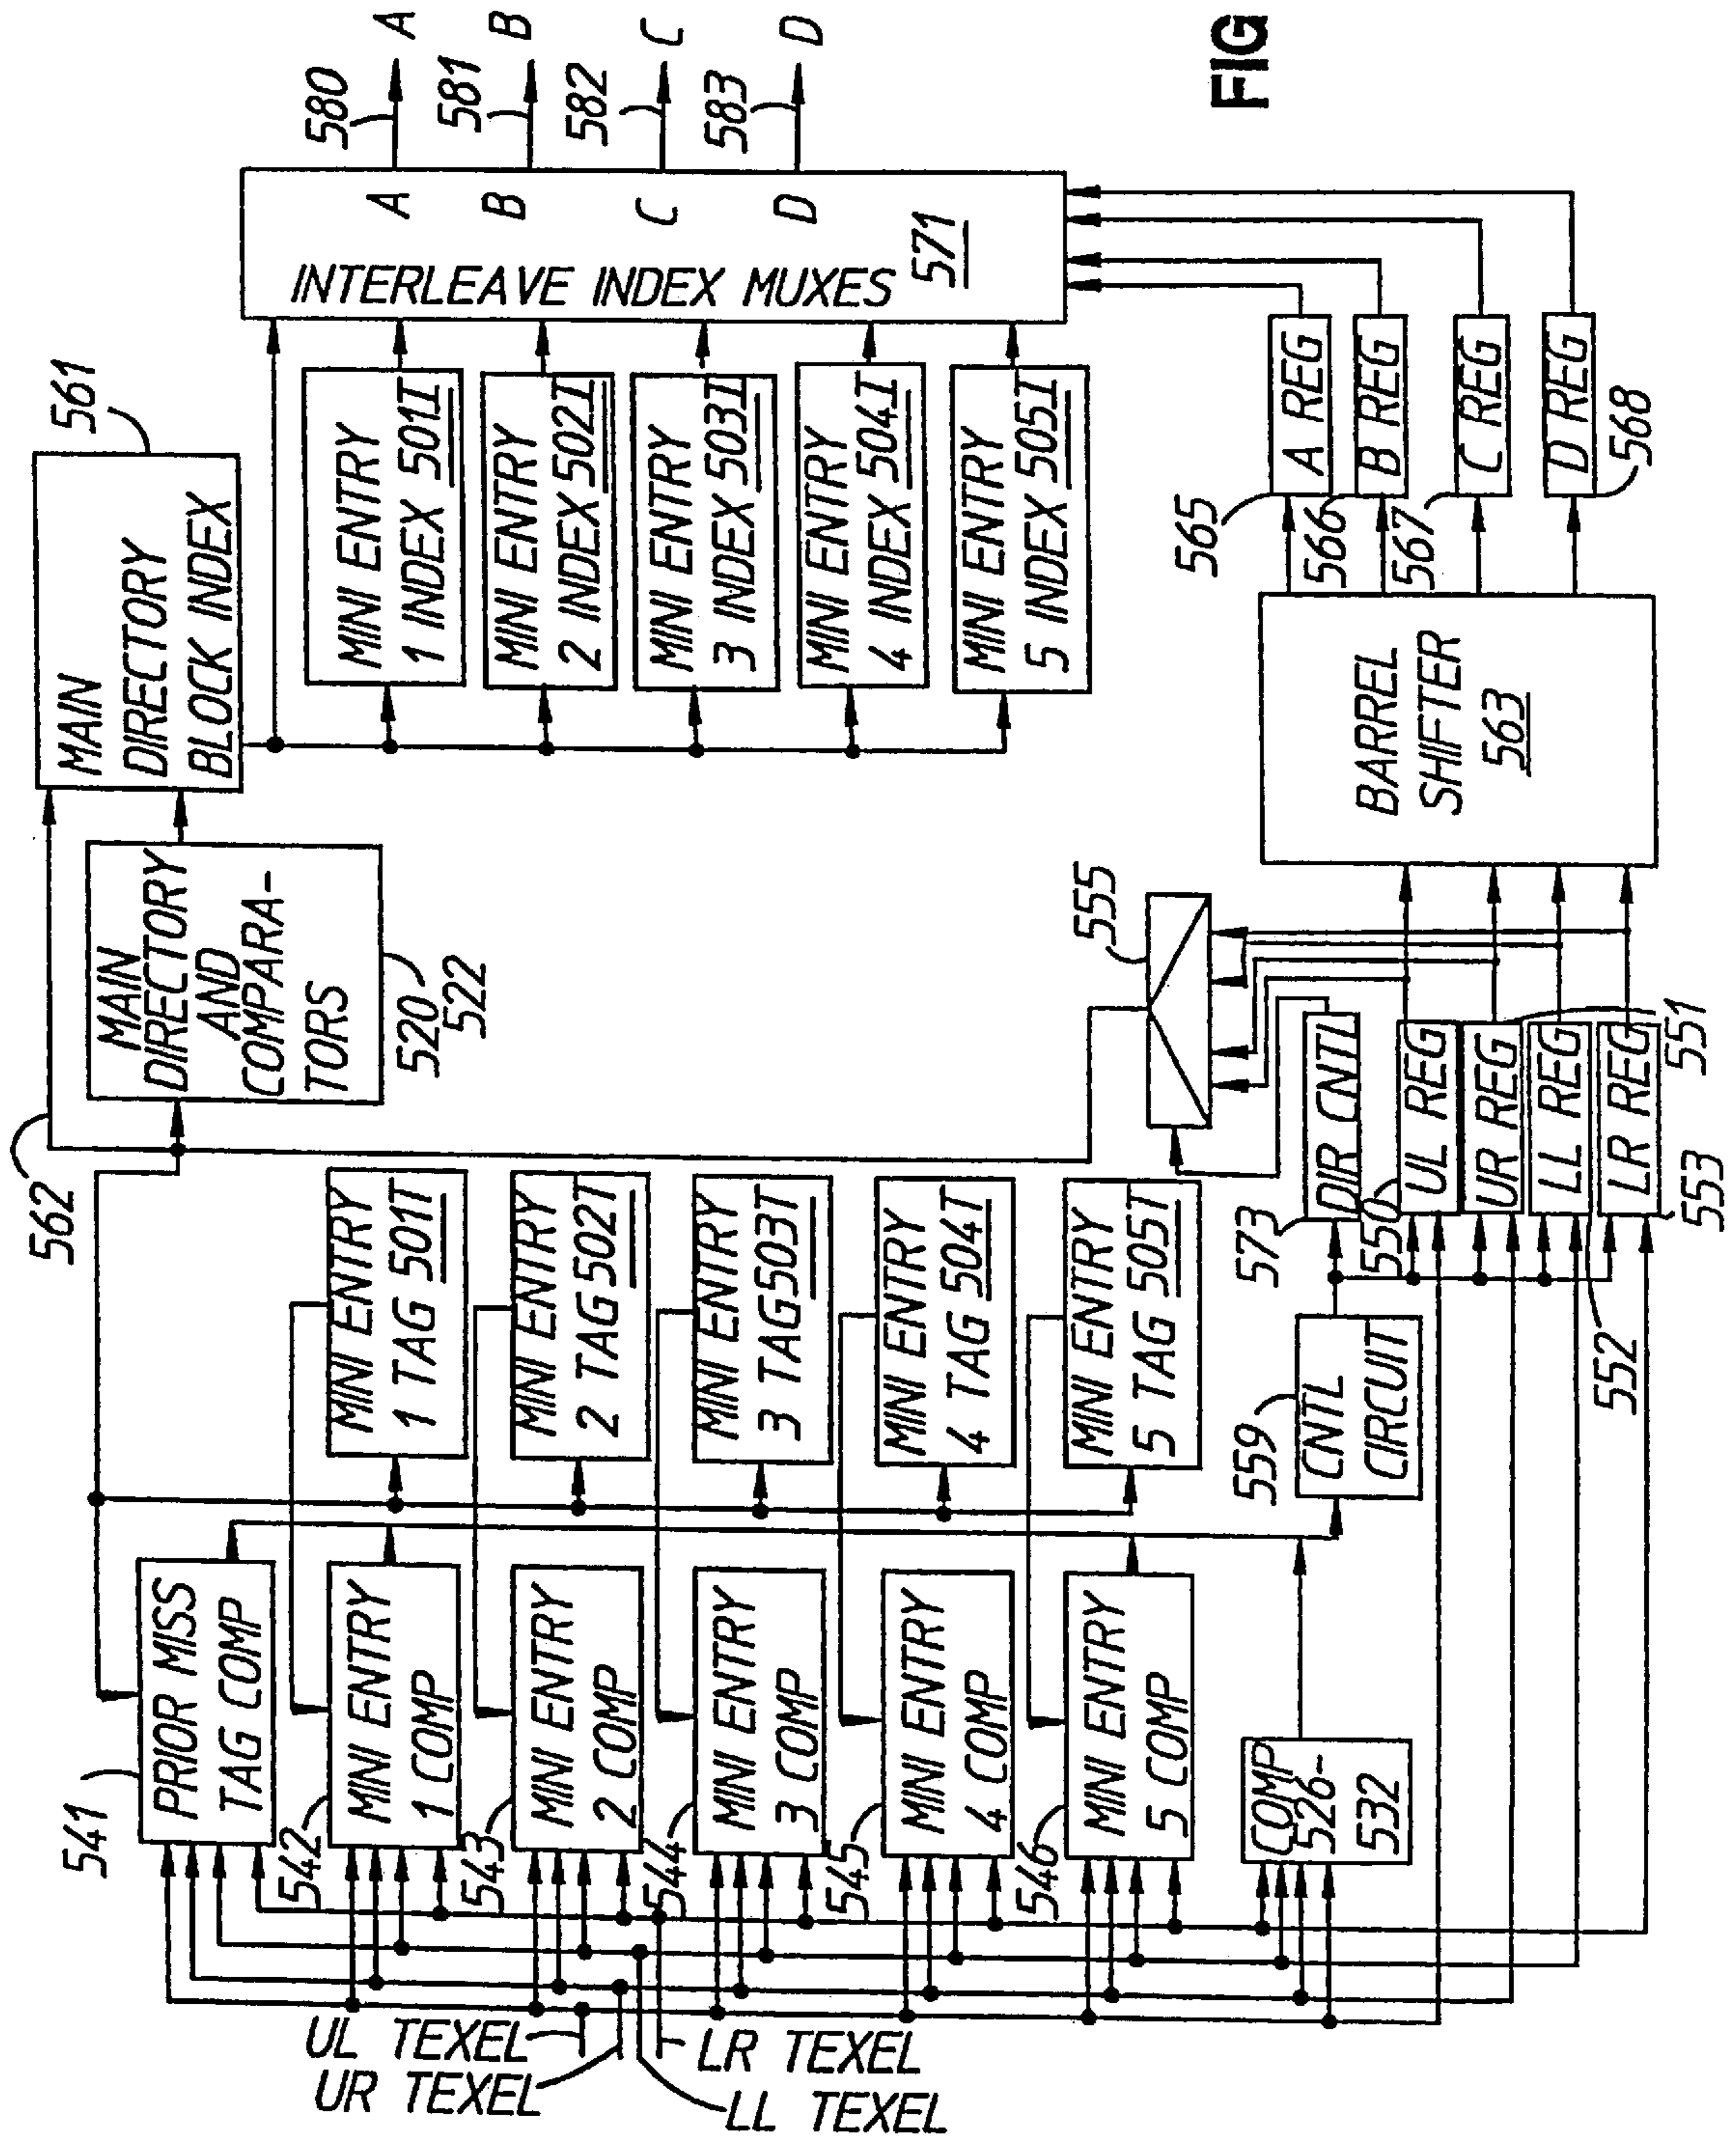 541
PRIOR MISS
TAG COMP
542
MINI ENTRY
1 COMP
543
MINI ENTRY
2 COMP
544
MINI ENTRY
3 COMP
545
MINI ENTRY
4 COMP
546
MINI ENTRY
5 COMP
COMP
526-
532
UL TEXEL
UR TEXEL
LR TEXEL
LL TEXEL
562
MINI ENTRY
1 TAG 501T
MINI ENTRY
2 TAG 502T
MINI ENTRY
3 TAG 503T
MINI ENTRY
4 TAG 504T
MINI ENTRY
5 TAG 505T
559
CNTL
CIRCUIT
573
DIR CNTL
550
UL REG
UR REG
LL REG
LR REG
551
552
553
555
MAIN
DIRECTORY
AND
COMPARA-
TORS
520
522
561
MAIN
DIRECTORY
BLOCK INDEX
MINI ENTRY
1 INDEX 501I
MINI ENTRY
2 INDEX 502I
MINI ENTRY
3 INDEX 503I
MINI ENTRY
4 INDEX 504I
MINI ENTRY
5 INDEX 505I
BARREL
SHIFTER
563
565
A REG
566
B REG
567
C REG
568
D REG
INTERLEAVE INDEX MUXES
571
A
B
C
D
580
A
581
B
582
C
583
D
FIG